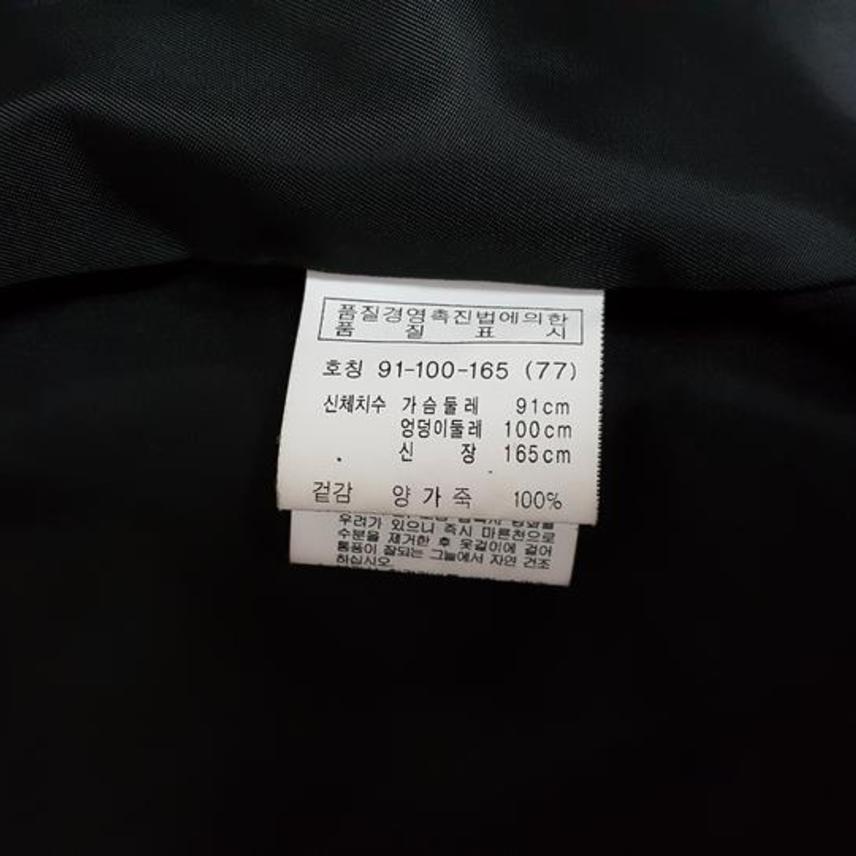 품질경영촉진법에의한
품 질 표 시
호칭 91-100-165 (77)
신체치수 가슴둘레 91cm
엉덩이둘레 100cm
신 장 165cm
겉감 양가죽 100%
우려가 있으니 즉시 마른천으로
수분을 제거한 후 옷걸이에 걸어
통풍이 잘되는 그늘에서 자연 건조
하십시오